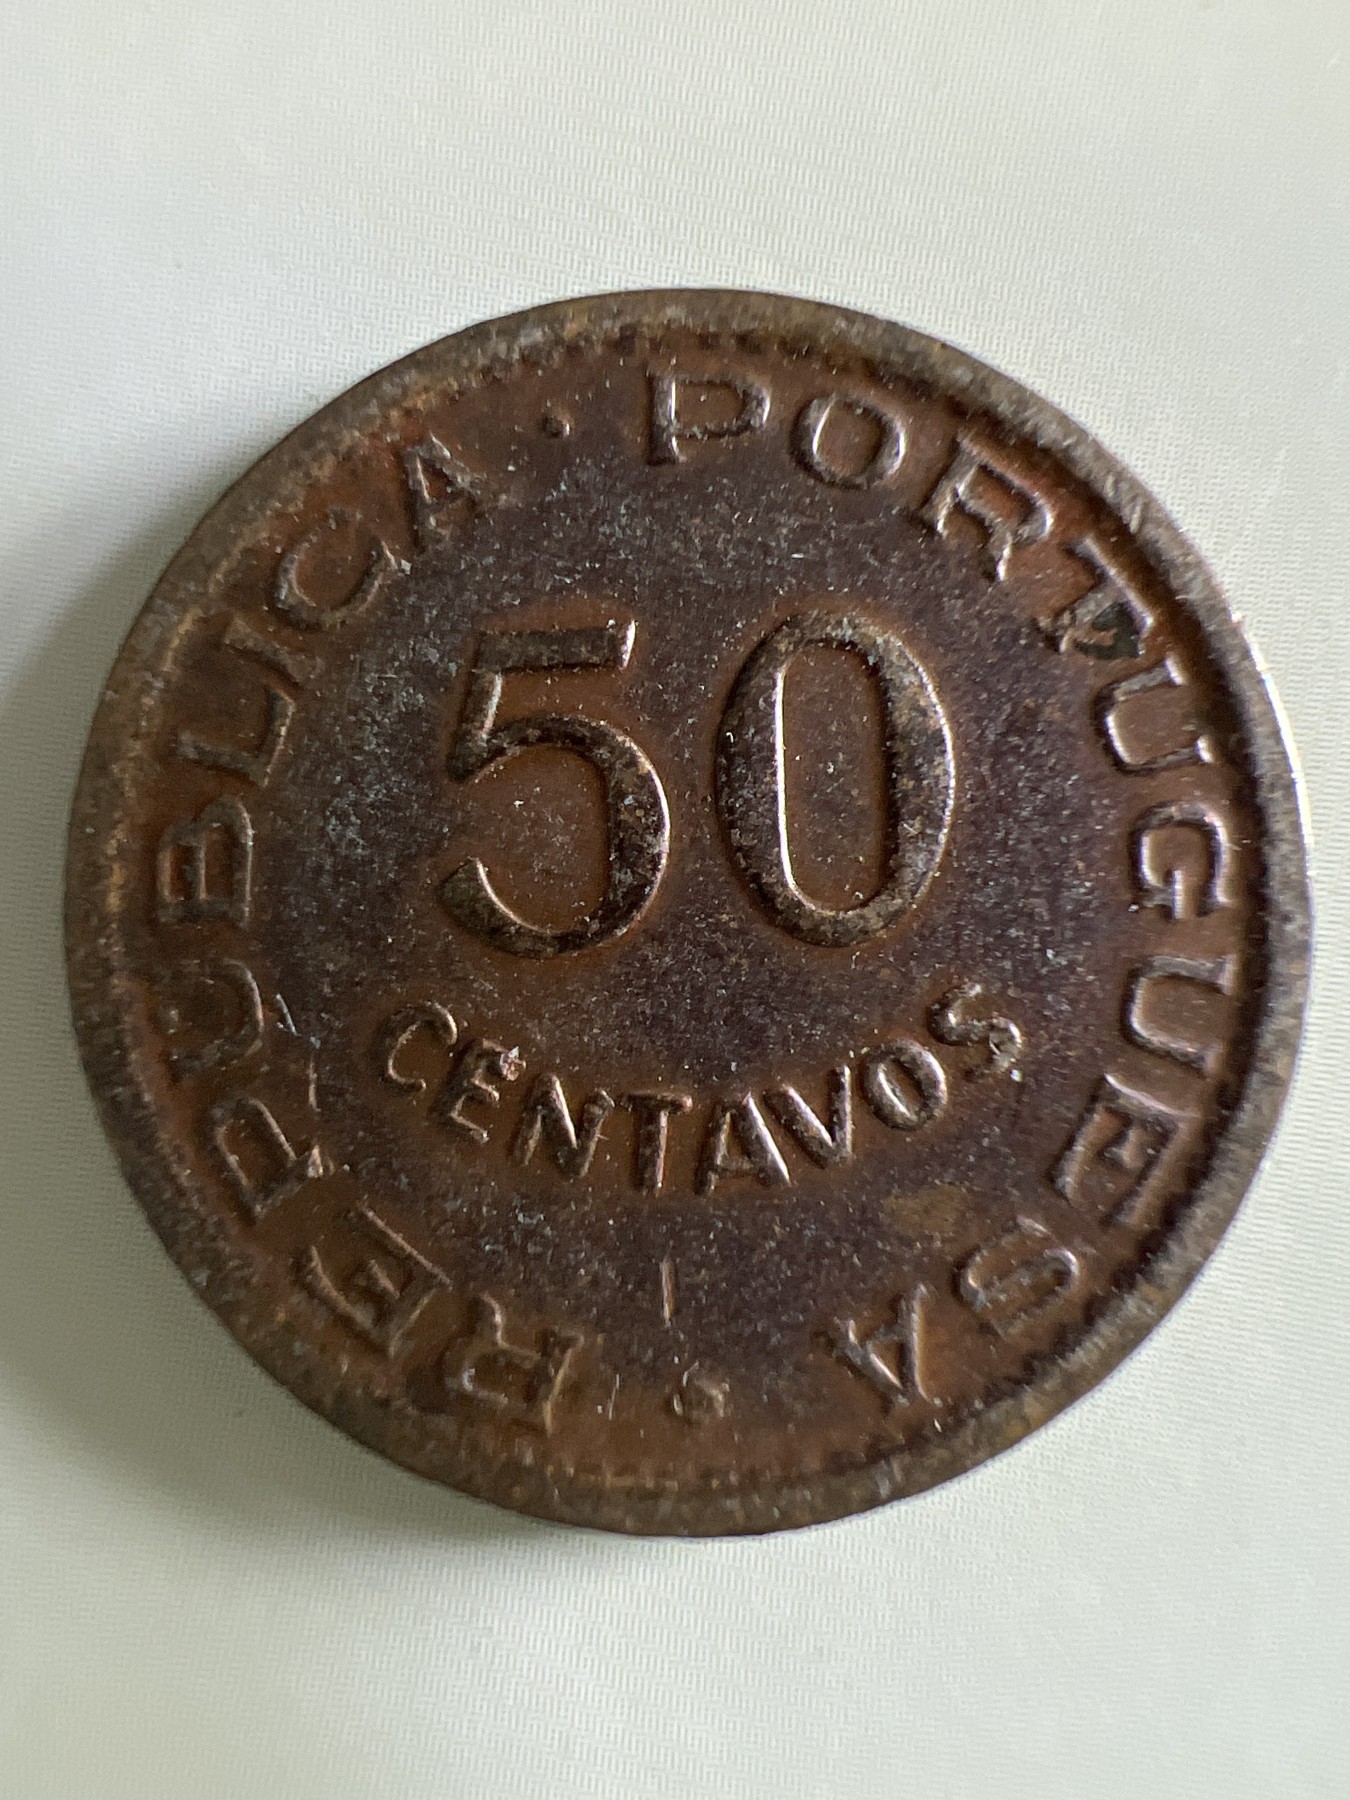 REPUBLICA · PORTUGUESA
50
CENTAVOS